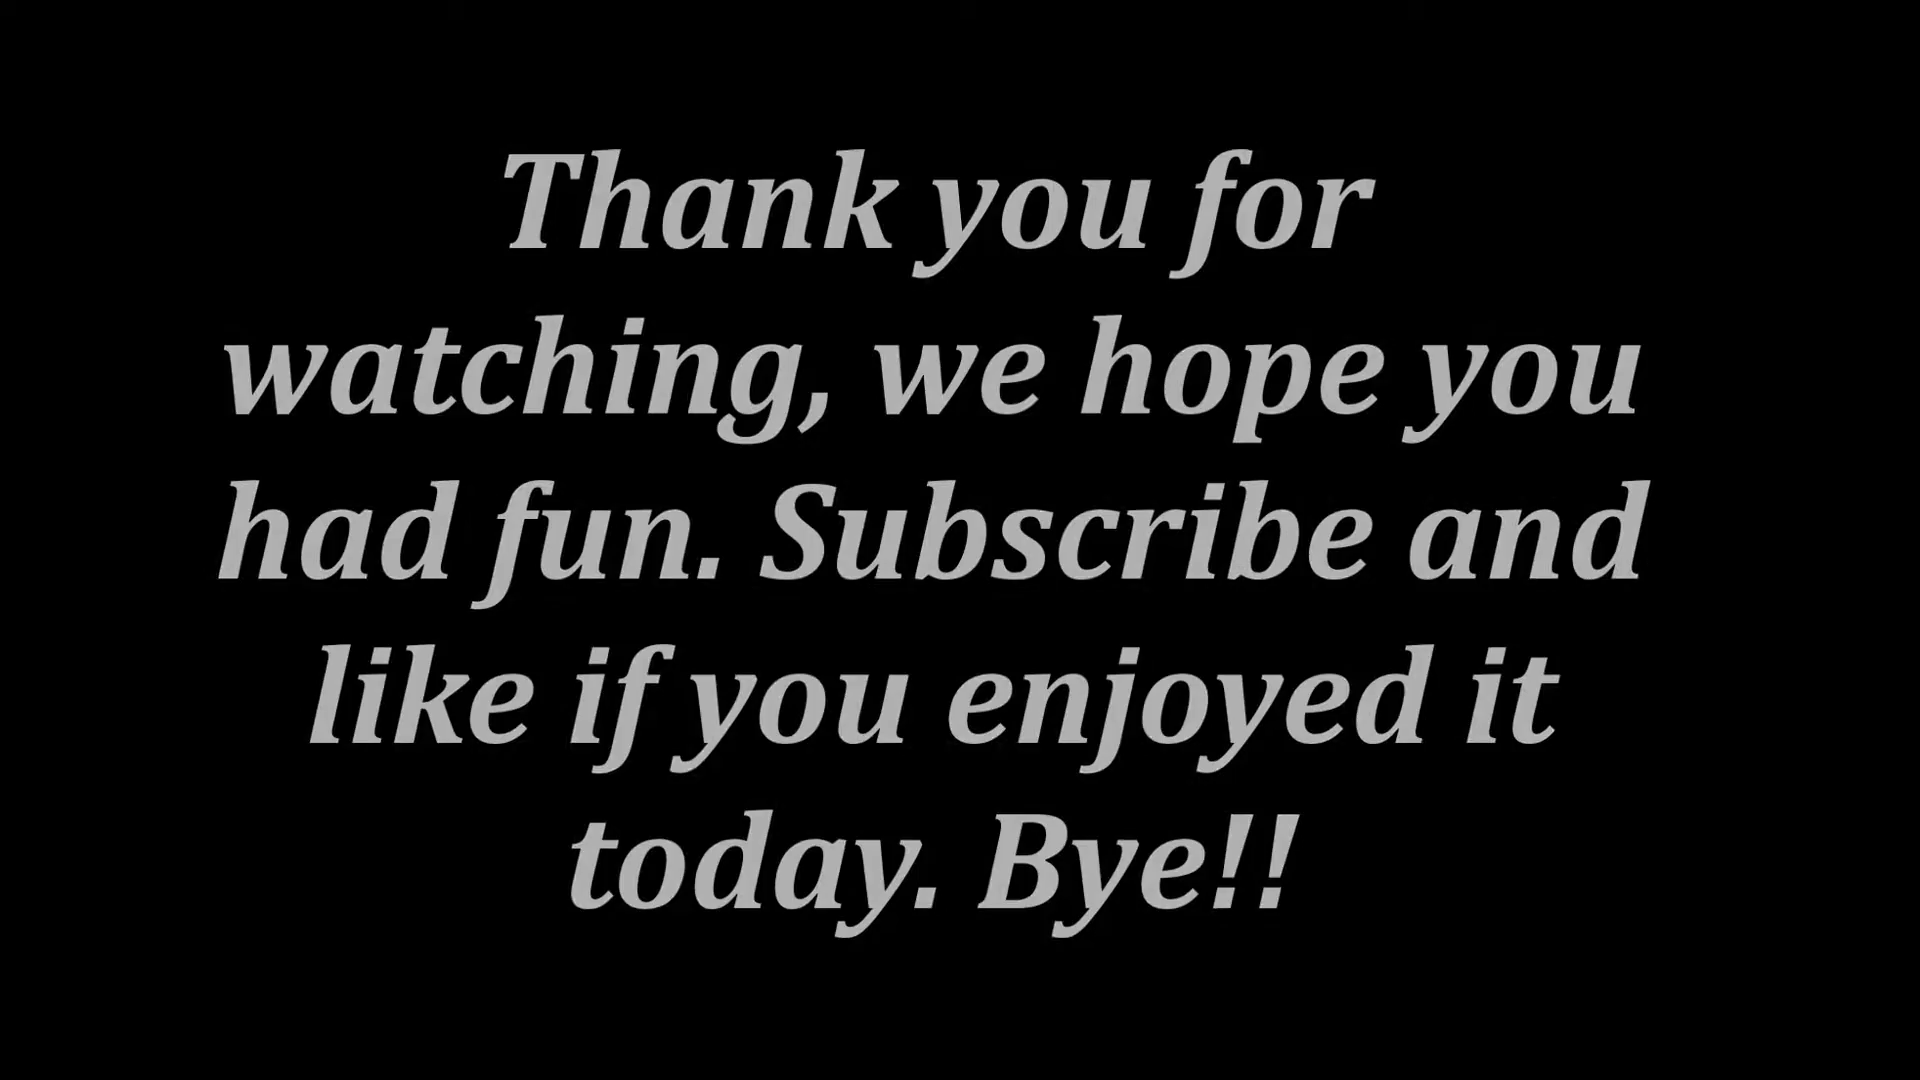 Thank you for
watching, we hope you
had fun. Subscribe and
like if you enjoyed it
today. Bye!!